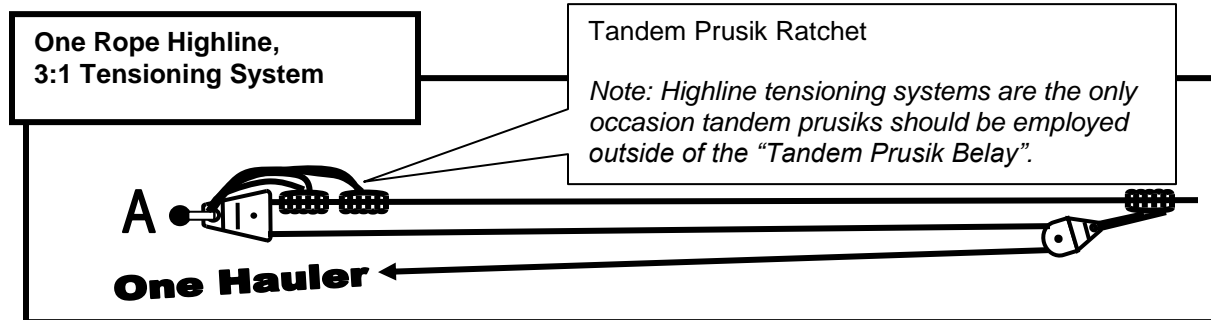 One Rope Highline,
3:1 Tensioning System
Tandem Prusik Ratchet
Note: Highline tensioning systems are the only
occasion tandem prusiks should be employed
outside of the “Tandem Prusik Belay”.
A
One Hauler